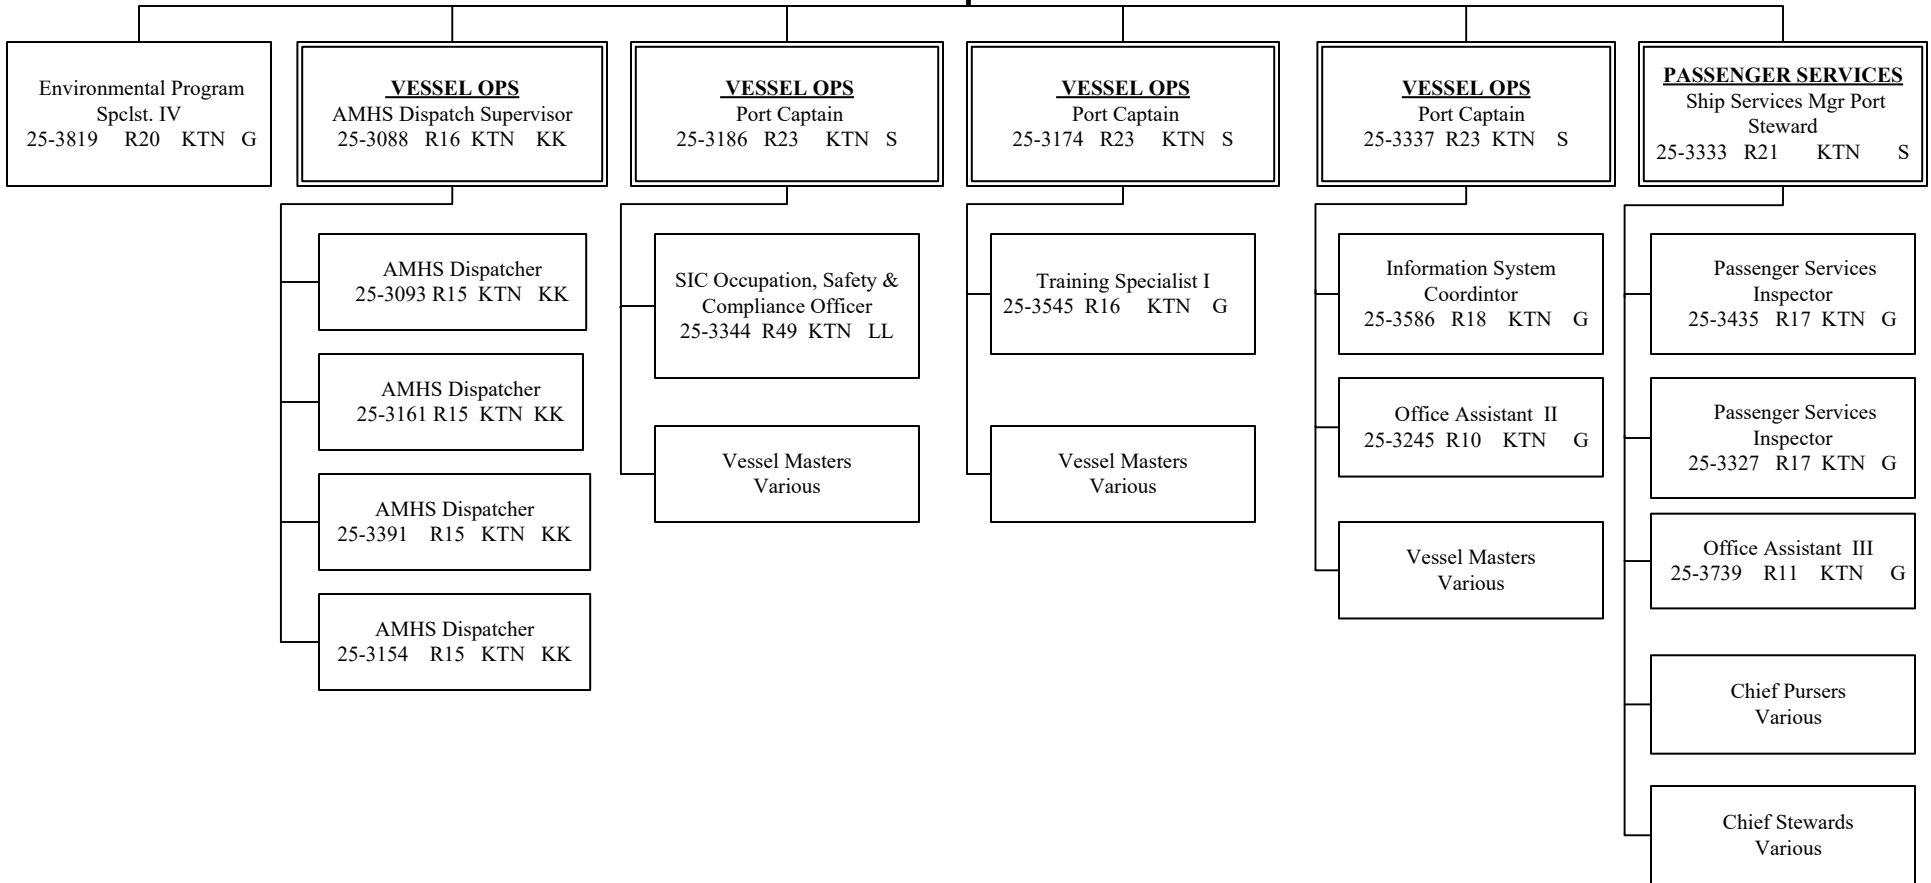 Environmental Program
Spclst. IV
25-3819 R20 KTN G
VESSEL OPS
AMHS Dispatch Supervisor
25-3088 R16 KTN KK
VESSEL OPS
Port Captain
25-3186 R23 KTN S
VESSEL OPS
Port Captain
25-3174 R23 KTN S
VESSEL OPS
Port Captain
25-3337 R23 KTN S
PASSENGER SERVICES
Ship Services Mgr Port
Steward
25-3333 R21 KTN S
AMHS Dispatcher
25-3093 R15 KTN KK
AMHS Dispatcher
25-3161 R15 KTN KK
AMHS Dispatcher
25-3391 R15 KTN KK
AMHS Dispatcher
25-3154 R15 KTN KK
SIC Occupation, Safety &
Compliance Officer
25-3344 R49 KTN LL
Vessel Masters
Various
Training Specialist I
25-3545 R16 KTN G
Vessel Masters
Various
Information System
Coordintor
25-3586 R18 KTN G
Office Assistant II
25-3245 R10 KTN G
Vessel Masters
Various
Passenger Services
Inspector
25-3435 R17 KTN G
Passenger Services
Inspector
25-3327 R17 KTN G
Office Assistant III
25-3739 R11 KTN G
Chief Pursers
Various
Chief Stewards
Various